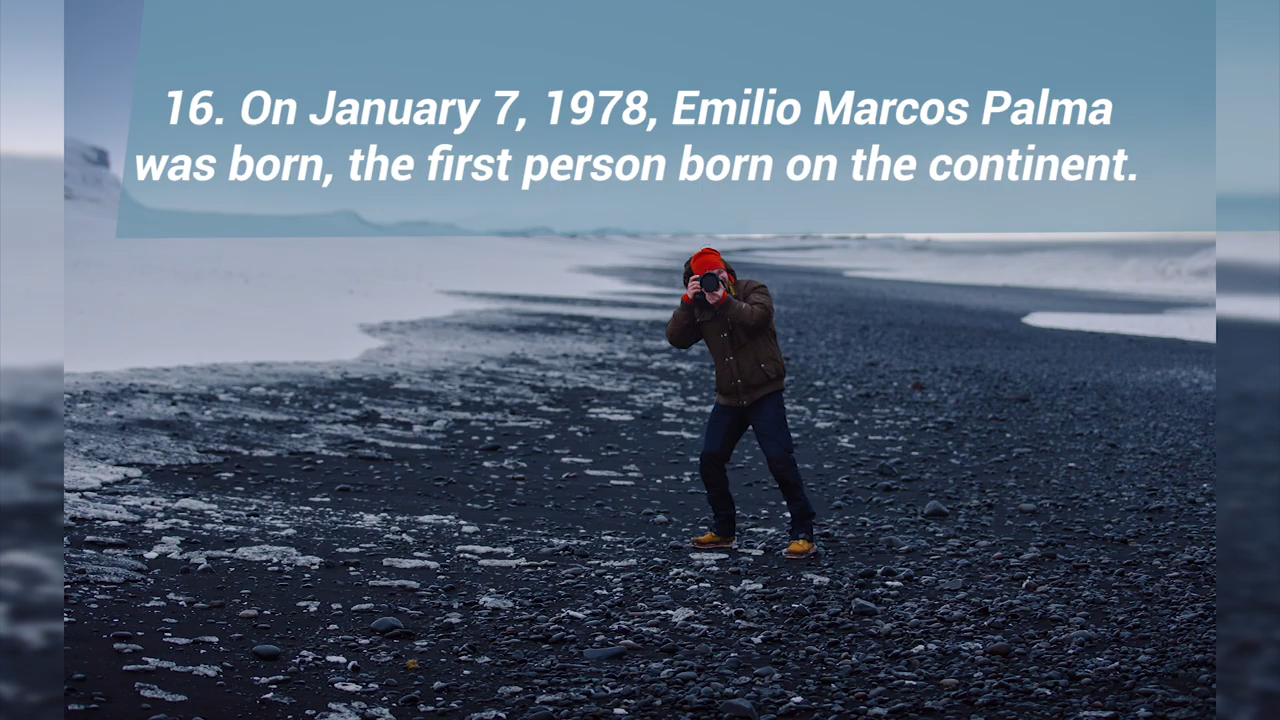 16. On January 7, 1978, Emilio Marcos Palma
was born, the first person born on the continent.